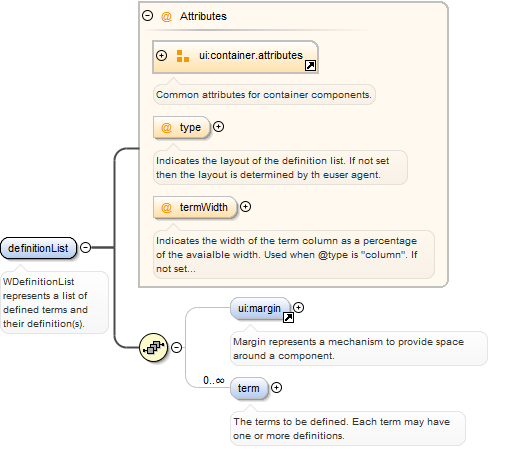 Attributes
ui:container.attributes
Common attributes for container components.
type
Indicates the layout of the definition list. If not set
then the layout is determined by th euser agent.
termWidth
Indicates the width of the term column as a percentage
of the avaialble width. Used when @type is "column". If
not set...
definitionList
WDefinitionList
represents a list of
defined terms and
their definition(s).
ui:margin
Margin represents a mechanism to provide space
around a component.
0..∞
term
The terms to be defined. Each term may have
one or more definitions.